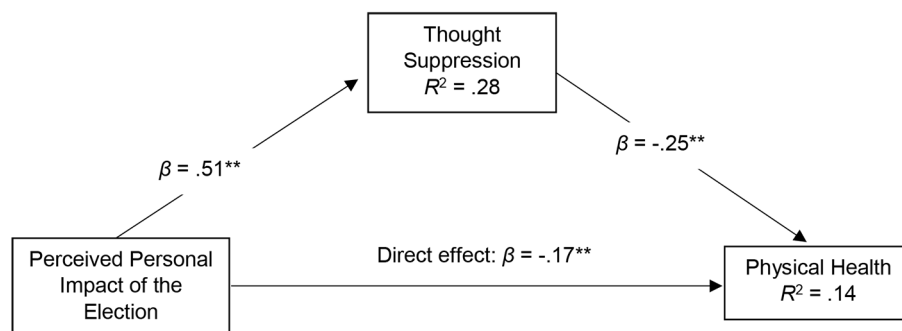 Thought
Suppression
R² = .28
β = .51**
β = -.25**
Perceived Personal
Impact of the
Election
Direct effect: β = -.17**
Physical Health
R² = .14